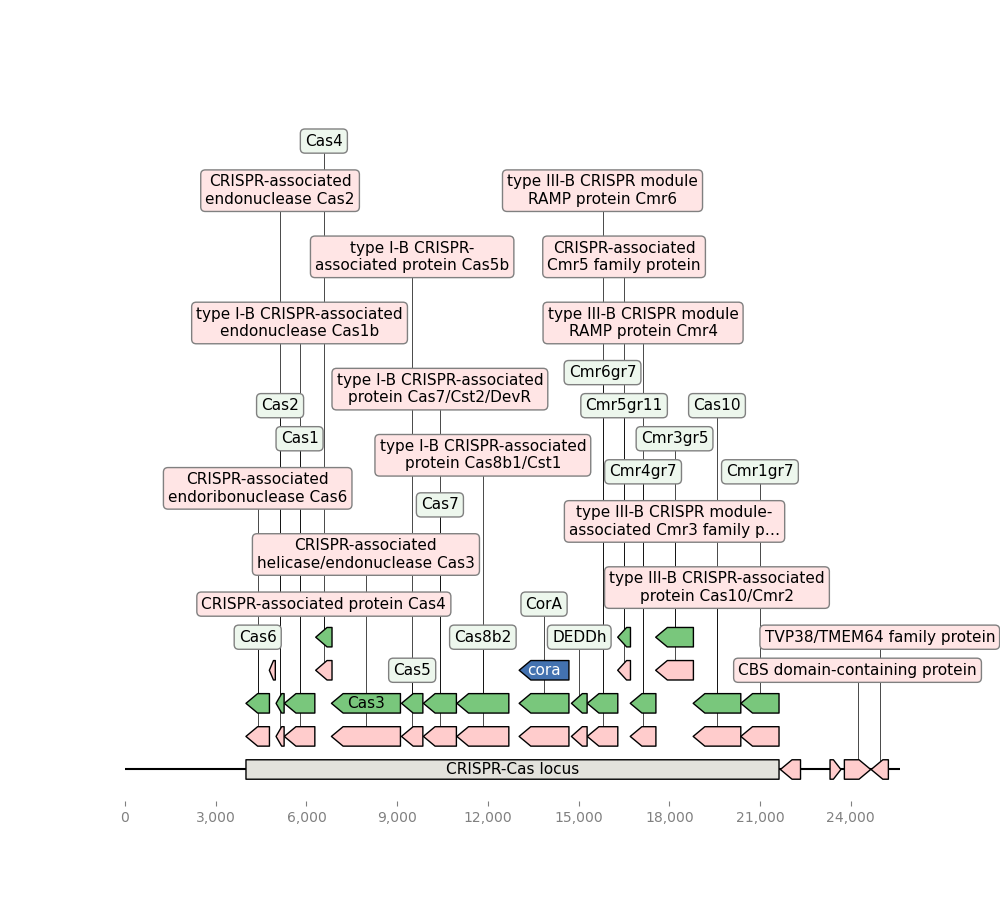 Cas4
CRISPR-associated
endonuclease Cas2
type III-B CRISPR module
RAMP protein Cmr6
type I-B CRISPR-
associated protein Cas5b
CRISPR-associated
Cmr5 family protein
type I-B CRISPR-associated
endonuclease Cas1b
type III-B CRISPR module
RAMP protein Cmr4
Cmr6gr7
type I-B CRISPR-associated
protein Cas7/Cst2/DevR
Cas2
Cmr5gr11
Cas10
Cas1
Cmr3gr5
type I-B CRISPR-associated
protein Cas8b1/Cst1
Cmr4gr7
Cmr1gr7
CRISPR-associated
endoribonuclease Cas6
Cas7
type III-B CRISPR module-
associated Cmr3 family p...
CRISPR-associated
helicase/endonuclease Cas3
type III-B CRISPR-associated
protein Cas10/Cmr2
CRISPR-associated protein Cas4
CorA
Cas6
Cas8b2
DEDDh
TVP38/TMEM64 family protein
Cas5
cora
CBS domain-containing protein
Cas3
CRISPR-Cas locus
0
3,000
6,000
9,000
12,000
15,000
18,000
21,000
24,000